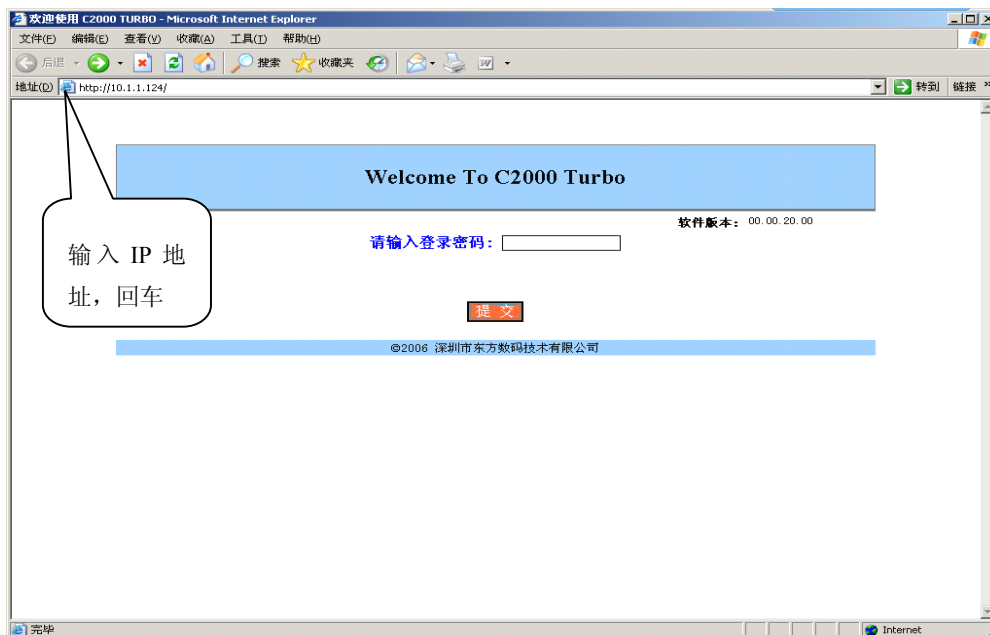 欢迎使用 C2000 TURBO - Microsoft Internet Explorer
文件(F) 编辑(E) 查看(V) 收藏(A) 工具(T) 帮助(H)
后退 搜索 收藏夹
地址(D) http://10.1.1.124/ 转到 链接 »
Welcome To C2000 Turbo
软件版本: 00.00.20.00
请输入登录密码:
输入 IP 地
址，回车
提 交
©2006 深圳市东方数码技术有限公司
完毕 Internet